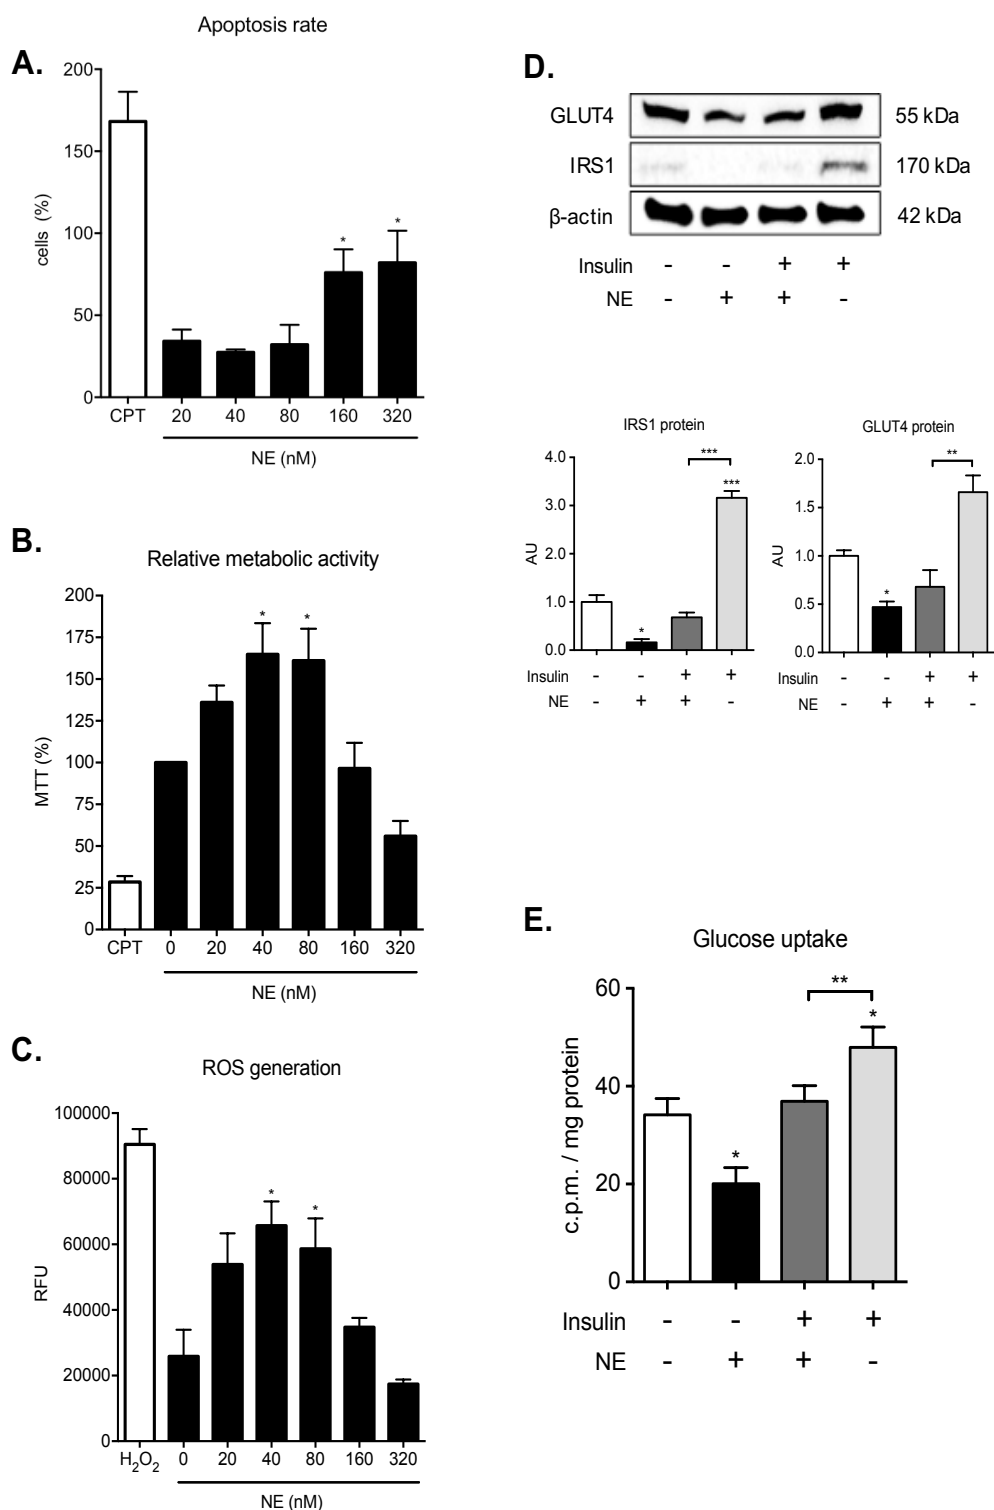 A.
Apoptosis rate
cells (%)
200
150
100
50
0
* *
CPT 20 40 80 160 320
NE (nM)
B.
Relative metabolic activity
MTT (%)
200
175
150
125
100
75
50
25
0
* *
CPT 0 20 40 80 160 320
NE (nM)
C.
ROS generation
RFU
100000
80000
60000
40000
20000
0
* *
H₂O₂ 0 20 40 80 160 320
NE (nM)
D.
GLUT4 55 kDa
IRS1 170 kDa
β-actin 42 kDa
Insulin - - + +
NE - + + -
IRS1 protein
AU
4.0
3.0
2.0
1.0
0.0
***
***
*
Insulin - - + +
NE - + + -
GLUT4 protein
AU
2.0
1.5
1.0
0.5
0.0
**
*
Insulin - - + +
NE - + + -
E.
Glucose uptake
c.p.m. / mg protein
60
40
20
0
**
*
*
Insulin - - + +
NE - + + -